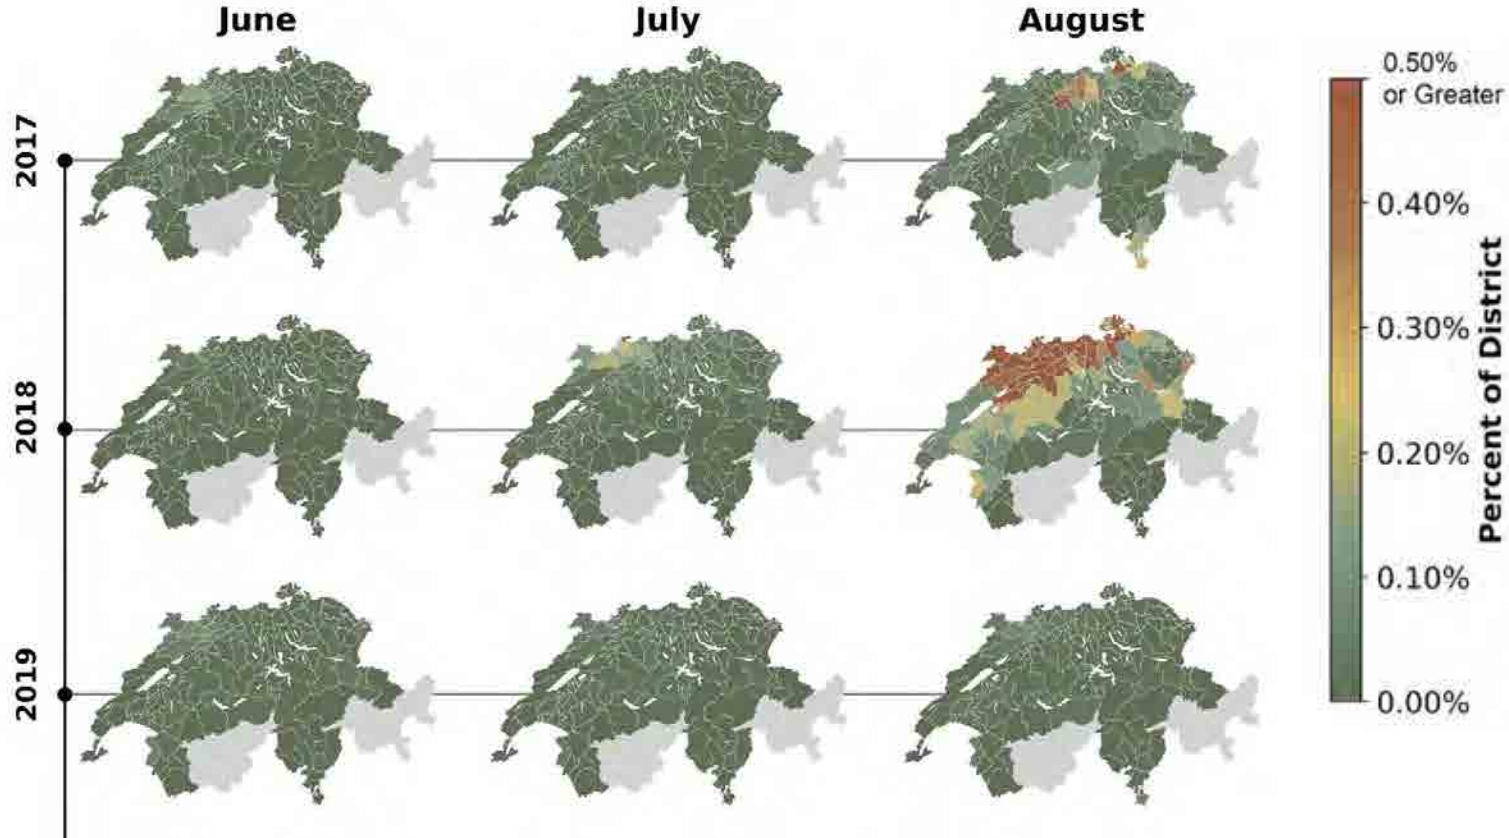 June
July
August
2017
2018
2019
0.50%
or Greater
0.40%
0.30%
0.20%
0.10%
0.00%
Percent of District